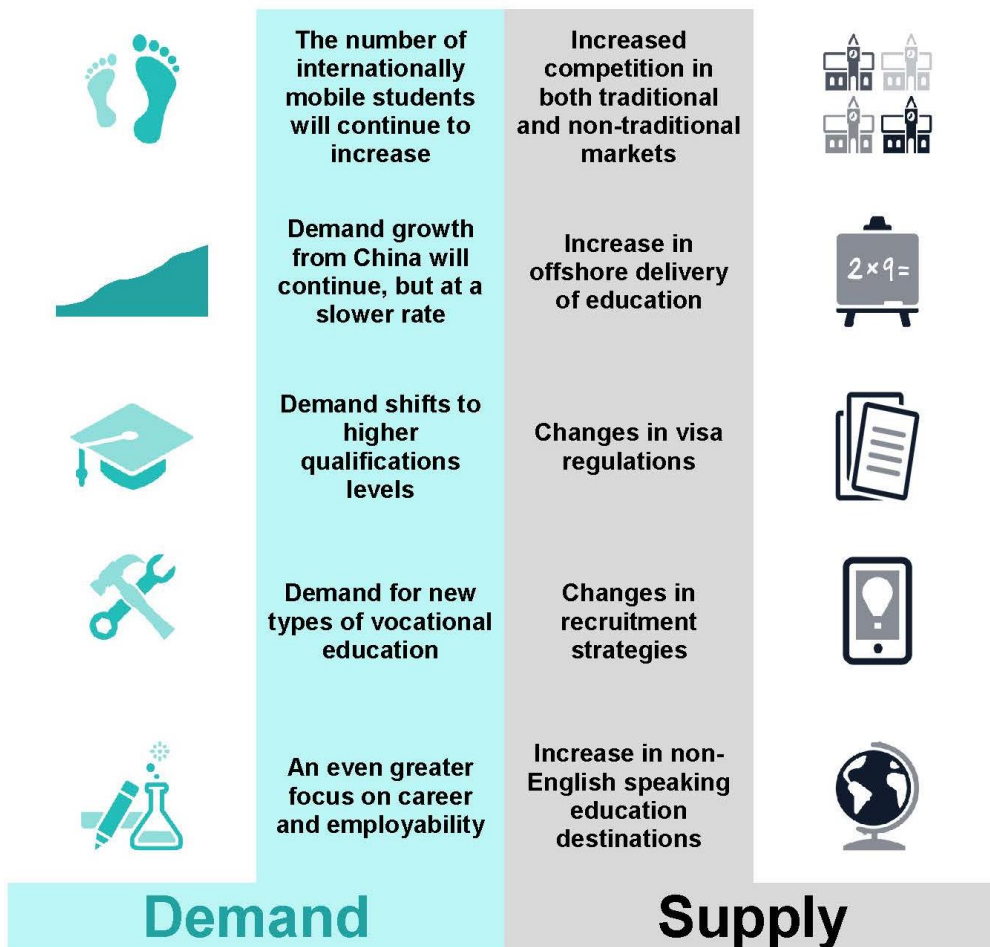 The number of
internationally
mobile students
will continue to
increase
Increased
competition in
both traditional
and non-traditional
markets
Demand growth
from China will
continue, but at a
slower rate
Increase in
offshore delivery
of education
2×9=
Demand shifts to
higher
qualifications
levels
Changes in visa
regulations
Demand for new
types of vocational
education
Changes in
recruitment
strategies
An even greater
focus on career
and employability
Increase in non-
English speaking
education
destinations
Demand
Supply